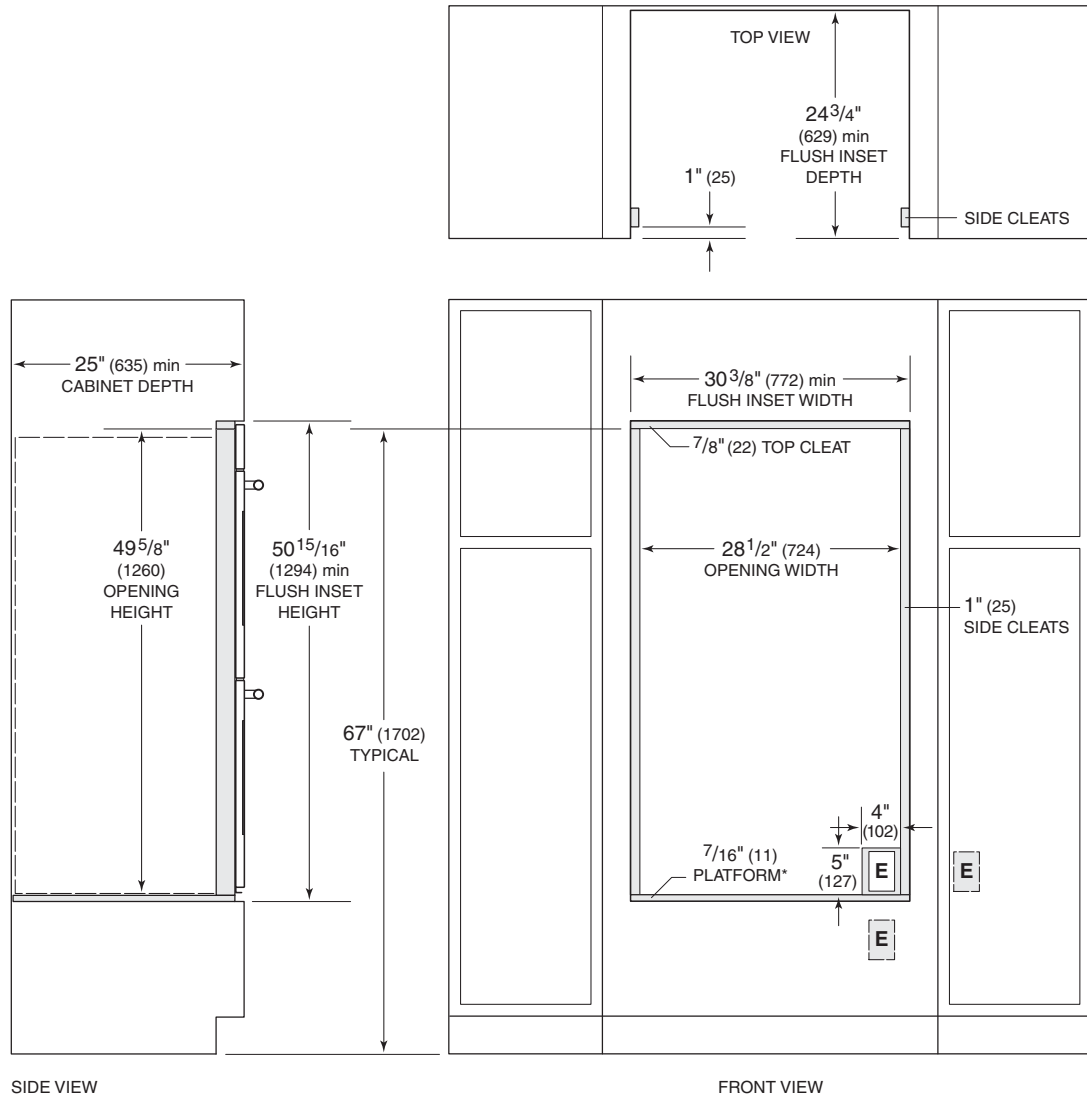 TOP VIEW
24 3/4"
(629) min
FLUSH INSET
DEPTH
1" (25)
SIDE CLEATS
25" (635) min
CABINET DEPTH
30 3/8" (772) min
FLUSH INSET WIDTH
7/8" (22) TOP CLEAT
49 5/8"
(1260)
OPENING
HEIGHT
50 15/16"
(1294) min
FLUSH INSET
HEIGHT
28 1/2" (724)
OPENING WIDTH
1" (25)
SIDE CLEATS
67" (1702)
TYPICAL
4"
(102)
7/16" (11)
PLATFORM*
5"
(127)
E
E
E
SIDE VIEW
FRONT VIEW